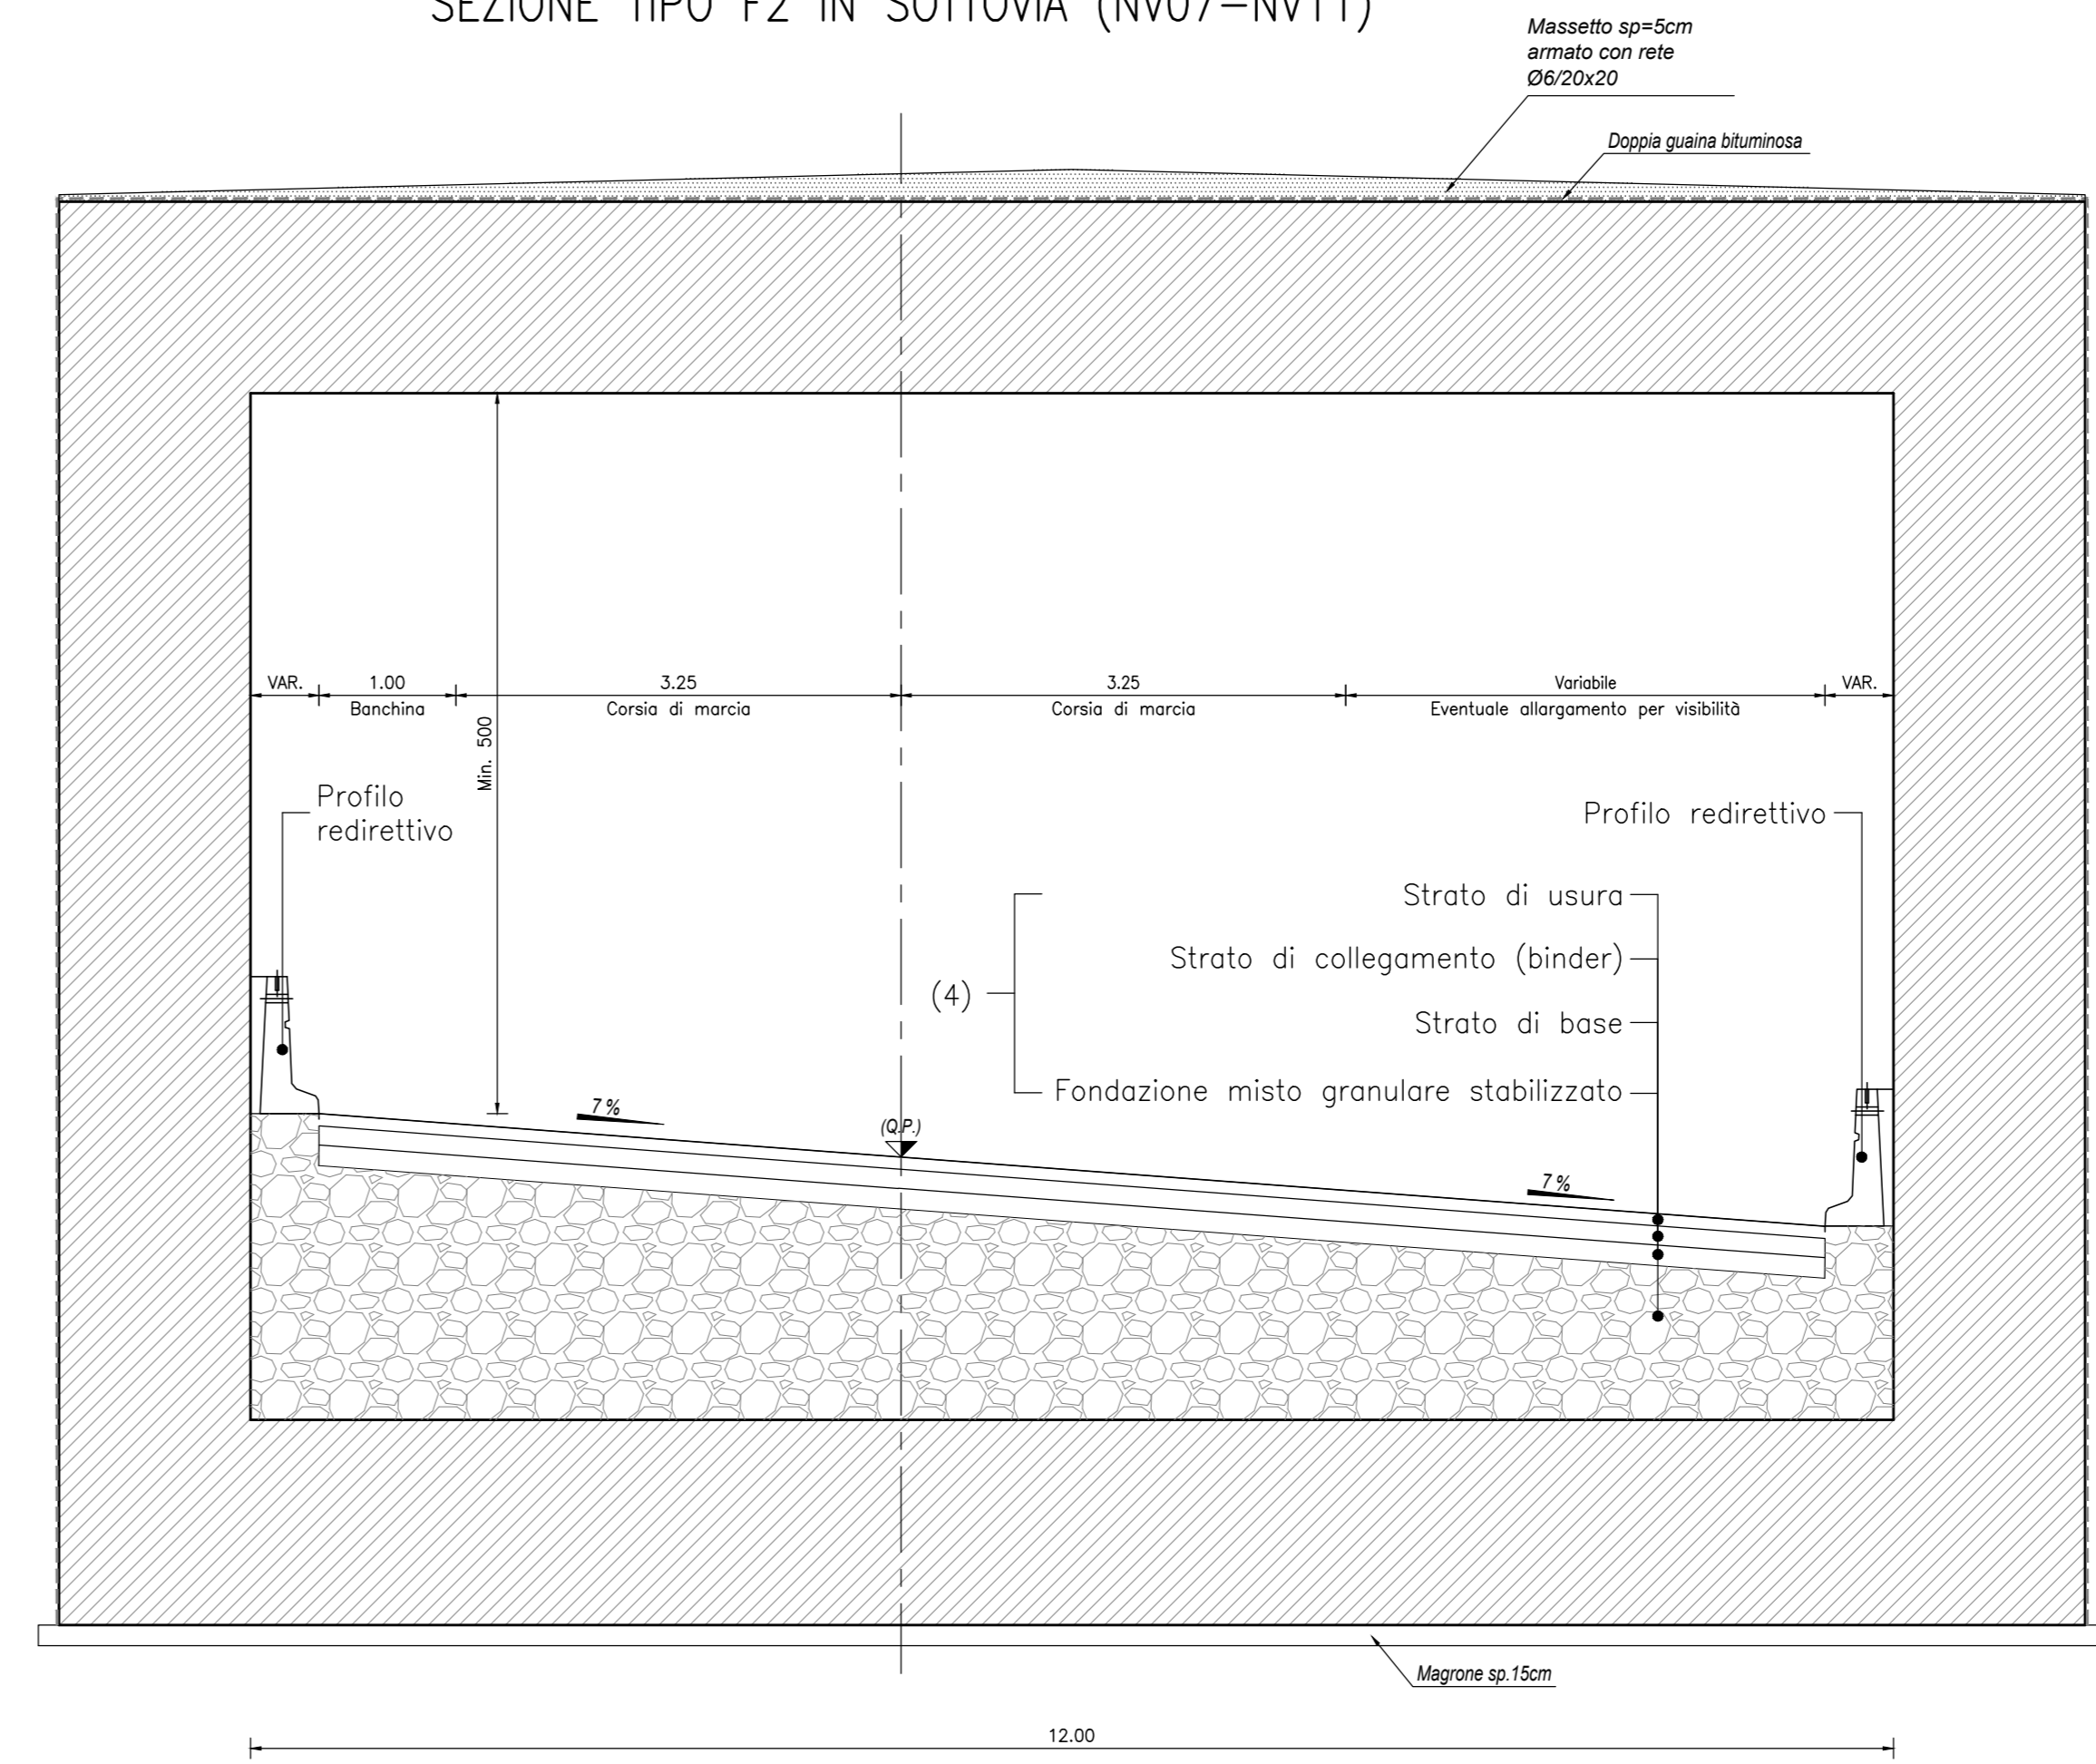 SEZIONE TIPO F2 IN SOTTOVIA (NV07-NV11)
Massetto sp=5cm
armato con rete
Ø6/20x20
Doppia guaina bituminosa
VAR.
1.00
3.25
3.25
Variabile
VAR.
Banchina
Corsia di marcia
Corsia di marcia
Eventuale allargamento per visibilità
Min. 500
Profilo
redirettivo
Profilo redirettivo
Strato di usura
Strato di collegamento (binder)
(4)
Strato di base
Fondazione misto granulare stabilizzato
7%
(Q.P.)
7%
Magrone sp.15cm
12.00